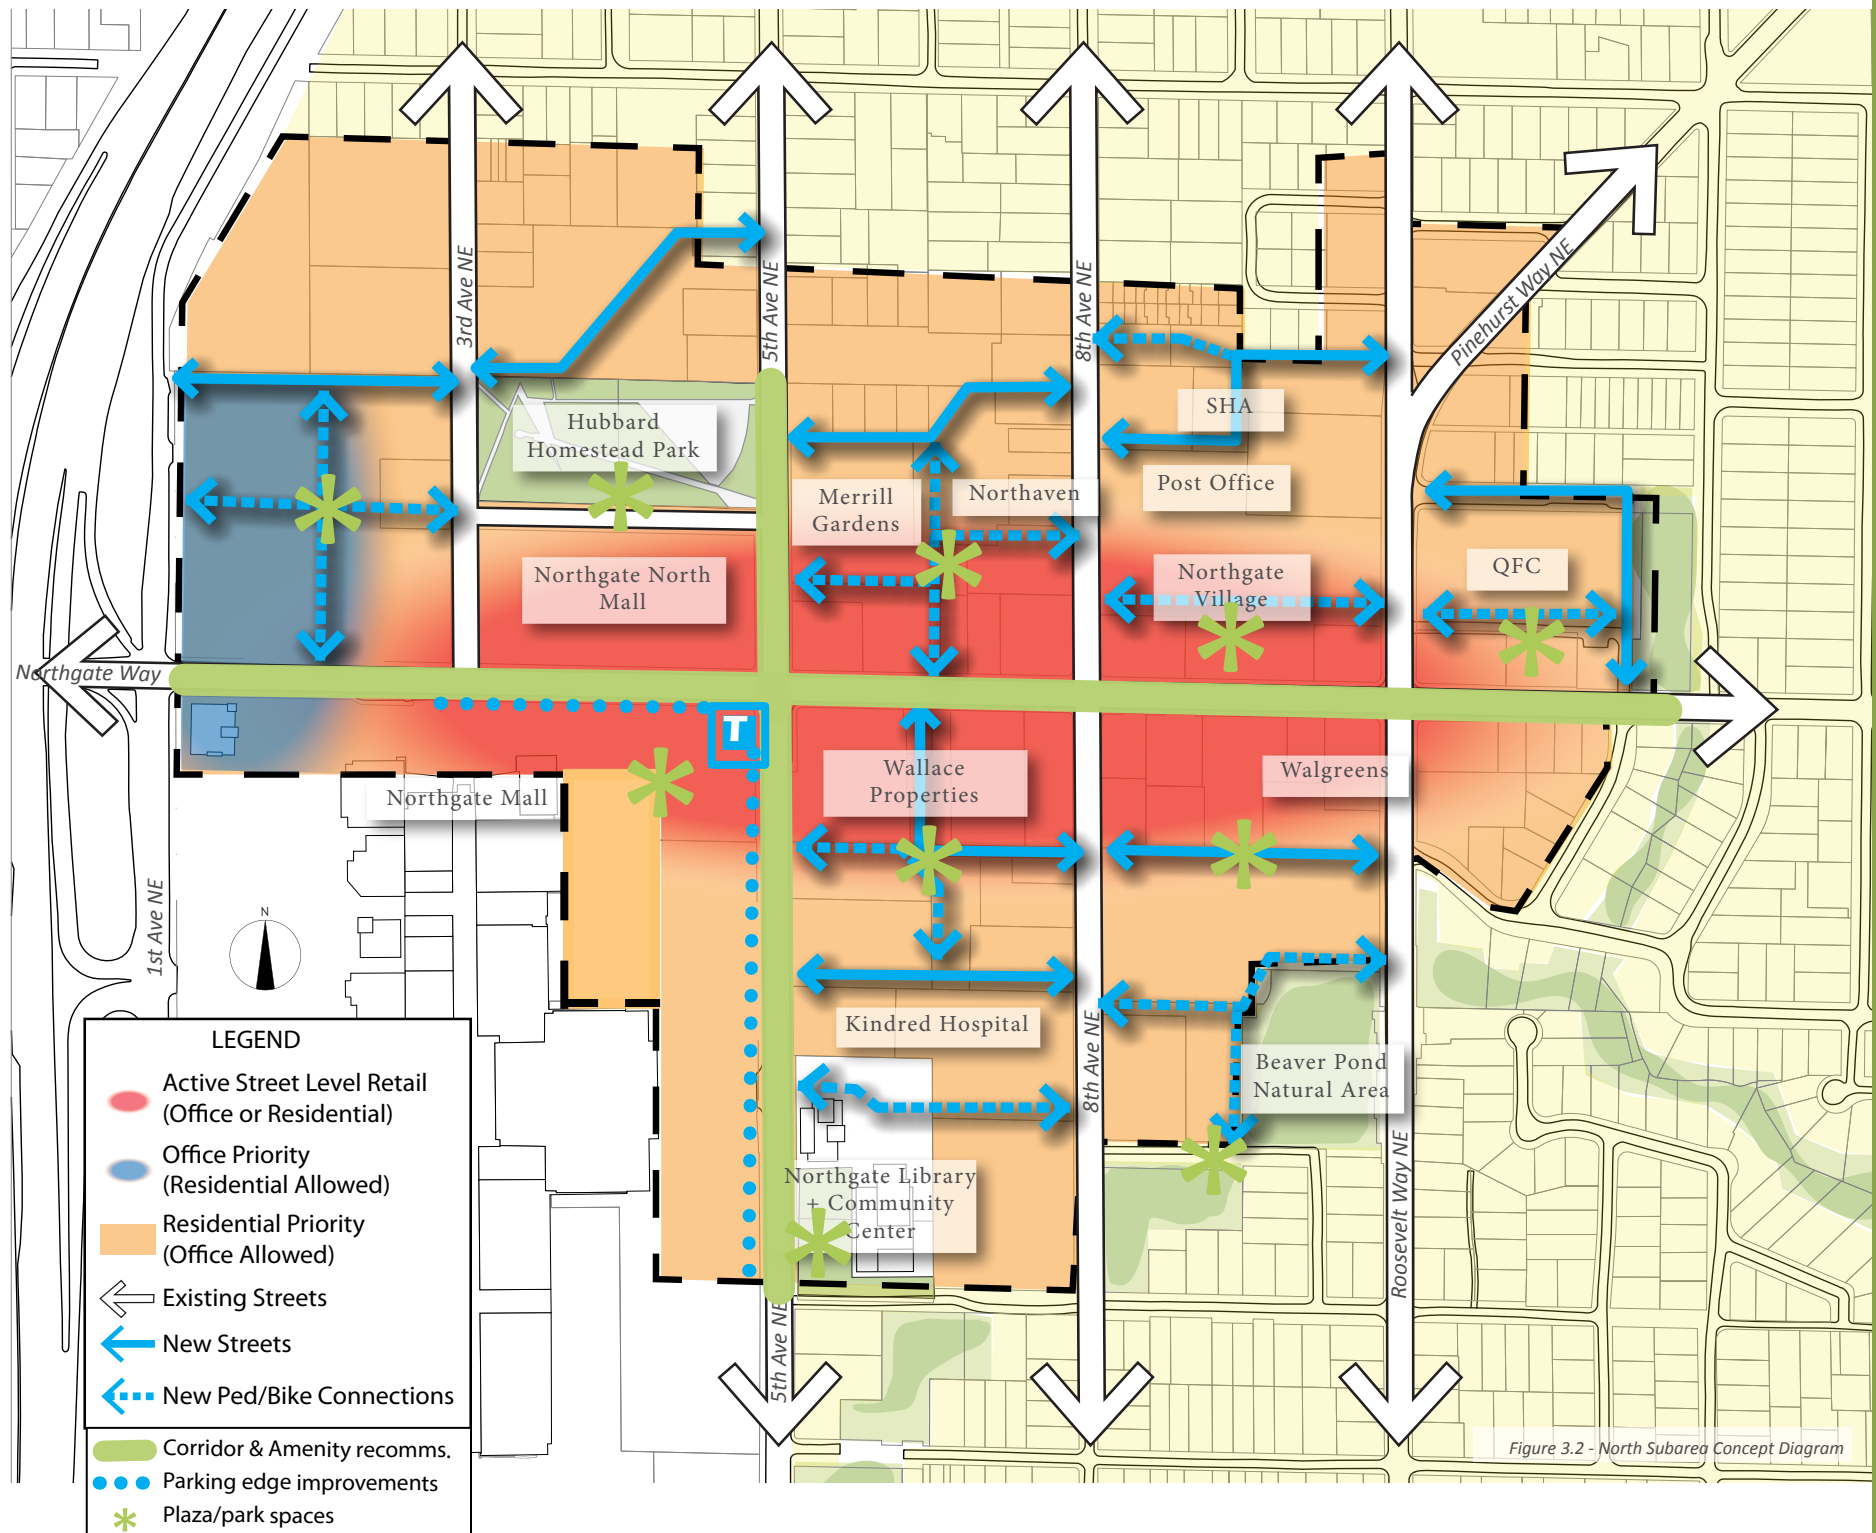 3rd Ave NE
5th Ave NE
8th Ave NE
Pinehurst Way NE
Hubbard
Homestead Park
SHA
Merrill
Gardens
Northaven
Post Office
Northgate North
Mall
Northgate
Village
QFC
Northgate Way
T
Wallace
Properties
Walgreens
Northgate Mall
1st Ave NE
N
Kindred Hospital
8th Ave NE
Beaver Pond
Natural Area
Roosevelt Way NE
Northgate Library
+ Community
Center
5th Ave NE
LEGEND
Active Street Level Retail
(Office or Residential)
Office Priority
(Residential Allowed)
Residential Priority
(Office Allowed)
Existing Streets
New Streets
New Ped/Bike Connections
Corridor & Amenity recomms.
Parking edge improvements
Plaza/park spaces
Figure 3.2 - North Subarea Concept Diagram